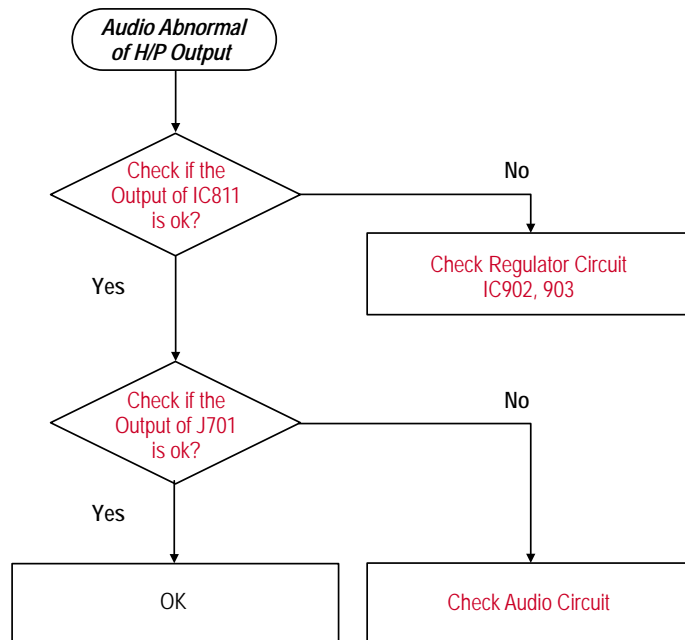 Audio Abnormal
of H/P Output
Check if the
Output of IC811
is ok?
No
Check Regulator Circuit
IC902, 903
Yes
Check if the
Output of J701
is ok?
No
Yes
OK
Check Audio Circuit